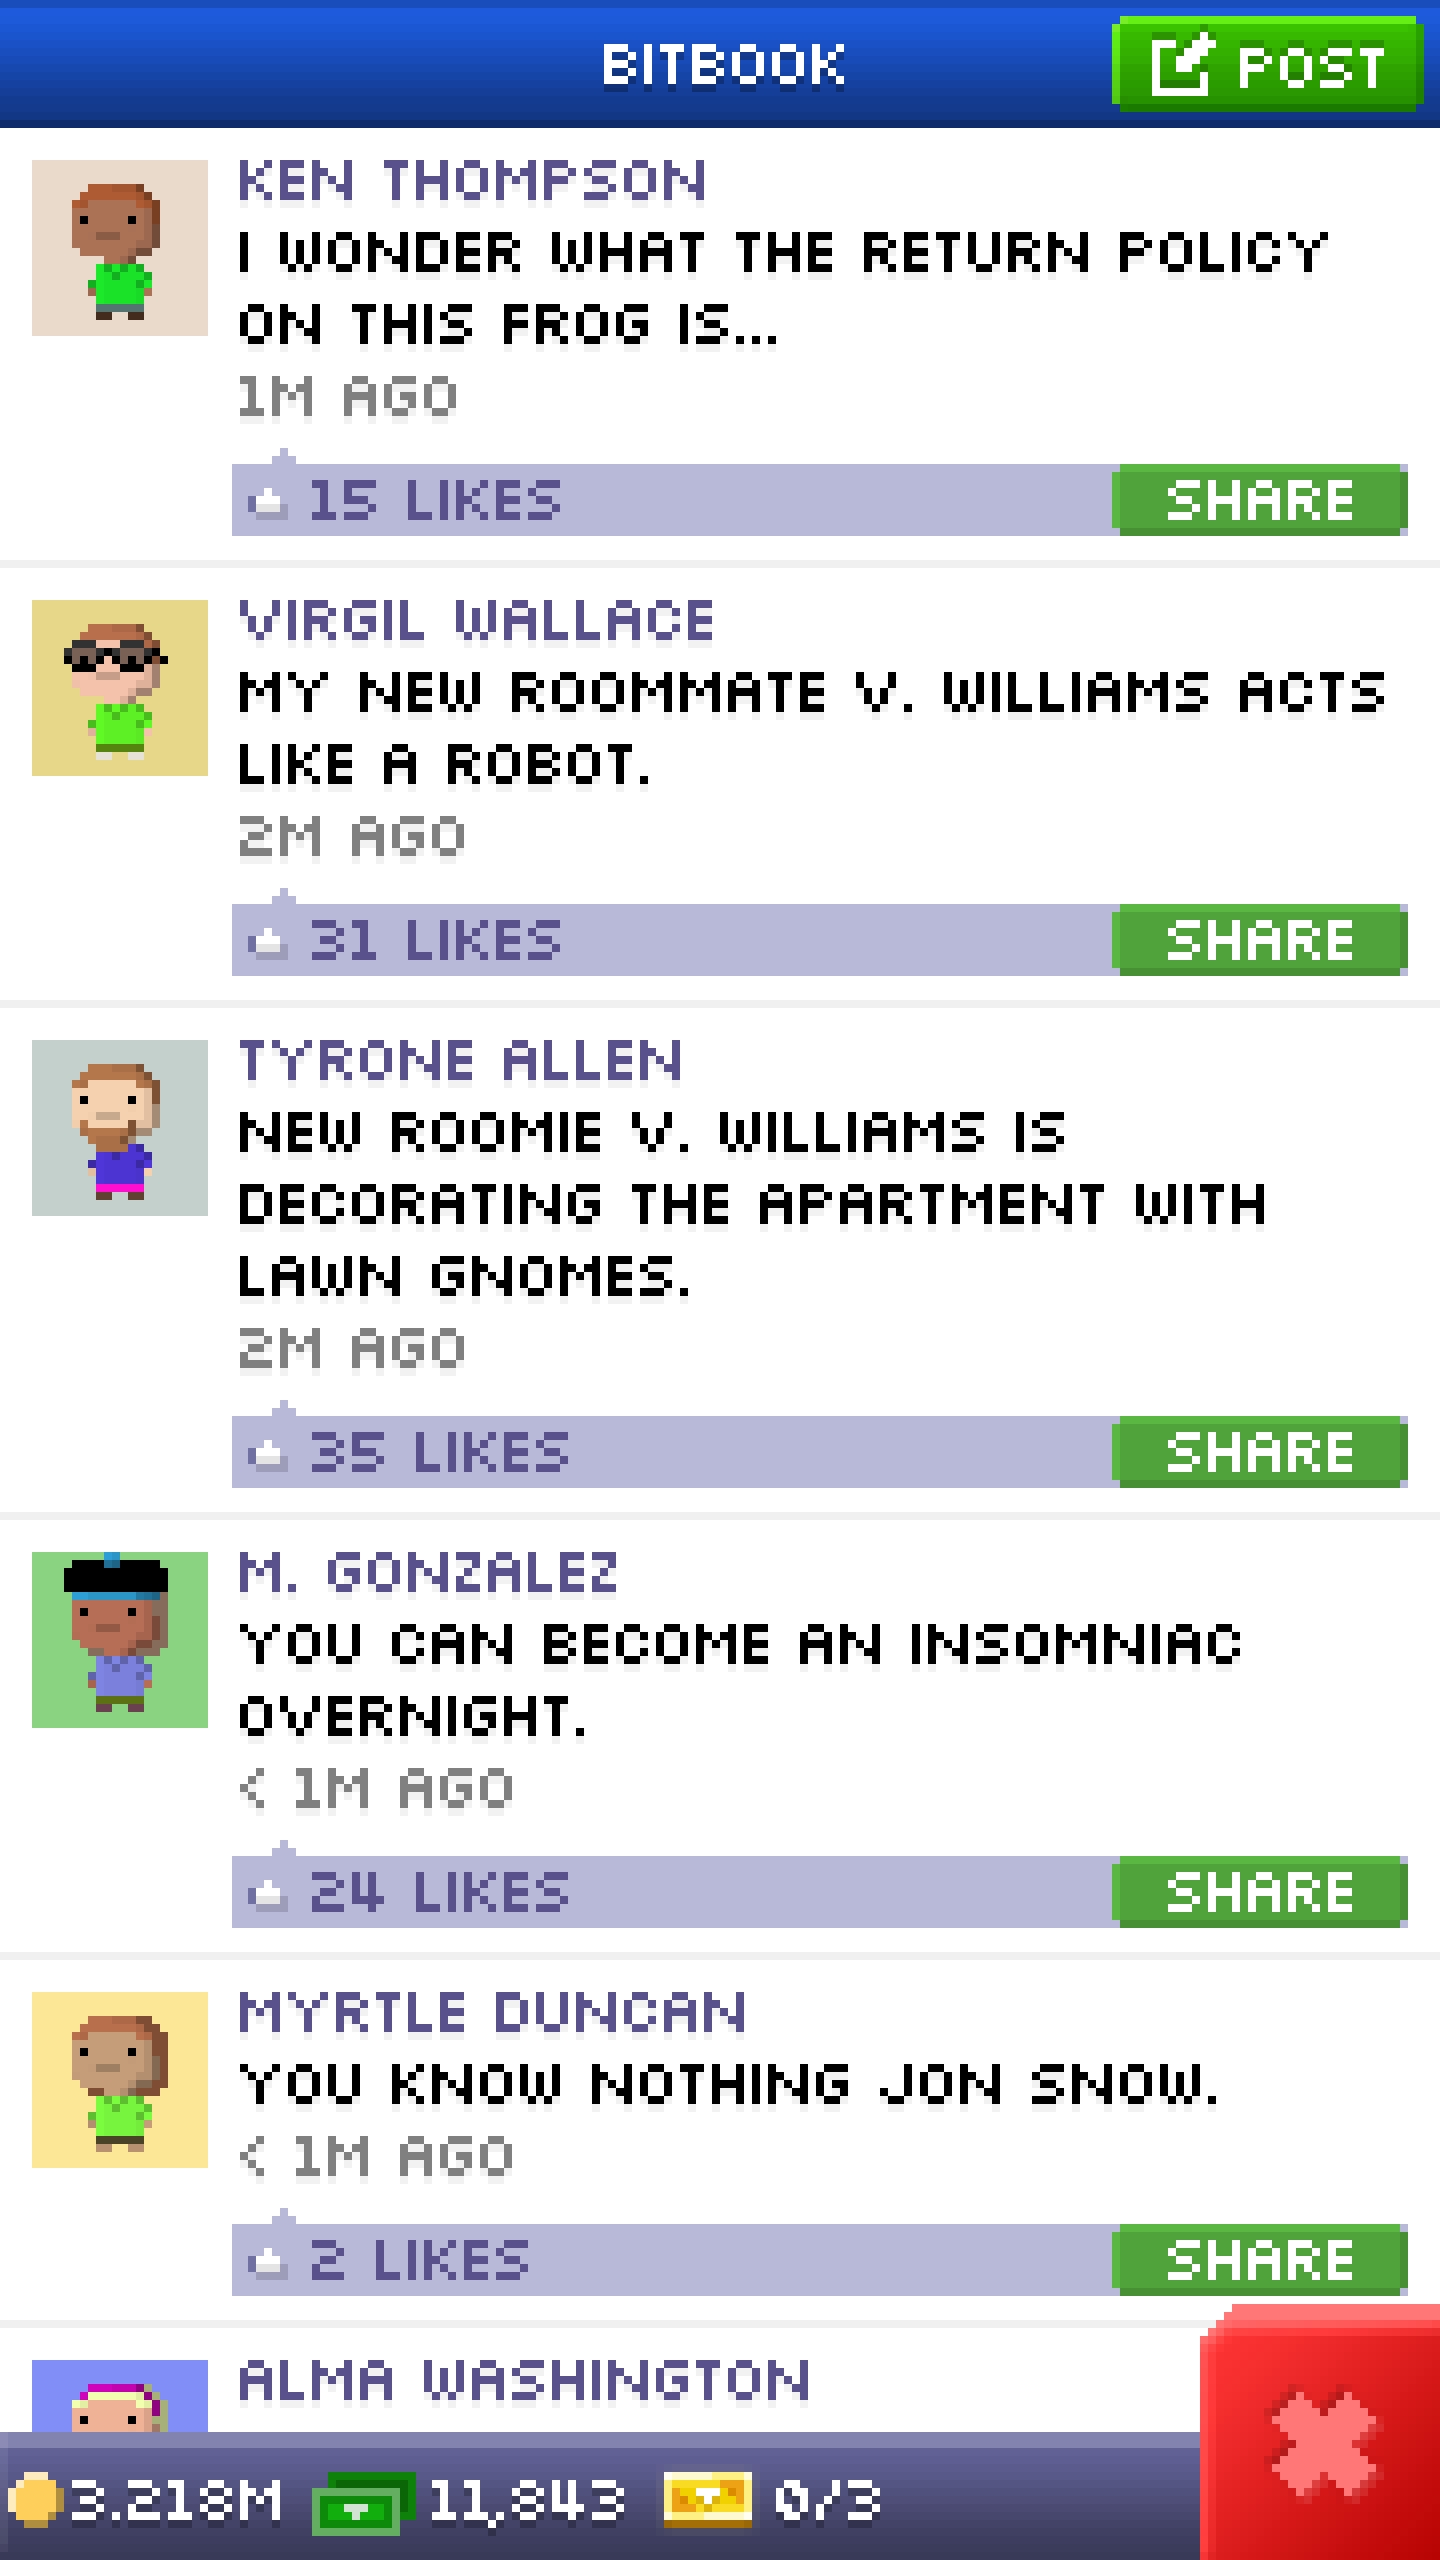 BITBOOK
POST
KEN THOMPSON
I WONDER WHAT THE RETURN POLICY
ON THIS FROG IS...
1M AGO
15 LIKES
SHARE
VIRGIL WALLACE
MY NEW ROOMMATE V. WILLIAMS ACTS
LIKE A ROBOT.
2M AGO
31 LIKES
SHARE
TYRONE ALLEN
NEW ROOMIE V. WILLIAMS IS
DECORATING THE APARTMENT WITH
LAWN GNOMES.
2M AGO
35 LIKES
SHARE
M. GONZALEZ
YOU CAN BECOME AN INSOMNIAC
OVERNIGHT.
< 1M AGO
24 LIKES
SHARE
MYRTLE DUNCAN
YOU KNOW NOTHING JON SNOW.
< 1M AGO
2 LIKES
SHARE
ALMA WASHINGTON
3.218M 11,843 0/3